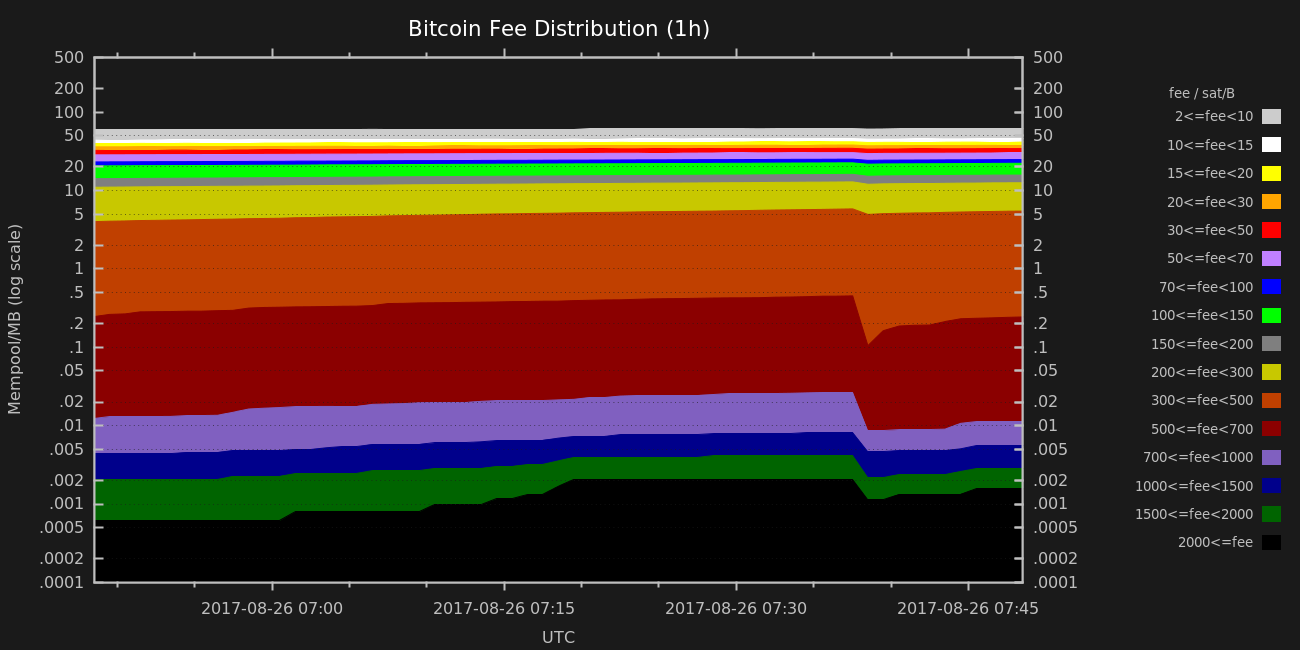 Bitcoin Fee Distribution (1h)
500
200
100
50
20
10
5
2
1
.5
.2
.1
.05
.02
.01
.005
.002
.001
.0005
.0002
.0001
Mempool/MB (log scale)
500
200
100
50
20
10
5
2
1
.5
.2
.1
.05
.02
.01
.005
.002
.001
.0005
.0002
.0001
2017-08-26 07:00
2017-08-26 07:15
2017-08-26 07:30
2017-08-26 07:45
UTC
fee / sat/B
2<=fee<10
10<=fee<15
15<=fee<20
20<=fee<30
30<=fee<50
50<=fee<70
70<=fee<100
100<=fee<150
150<=fee<200
200<=fee<300
300<=fee<500
500<=fee<700
700<=fee<1000
1000<=fee<1500
1500<=fee<2000
2000<=fee